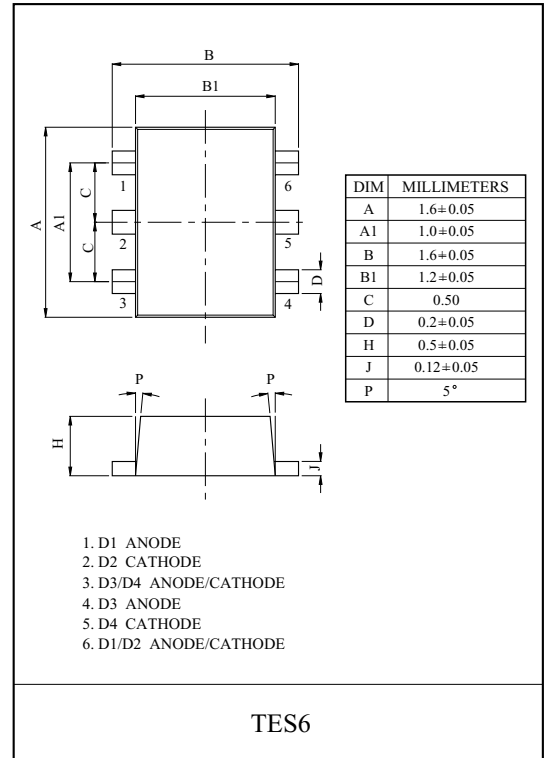 B
B1
1
6
C
A
A1
2
5
C
D
3
4
DIM MILLIMETERS
A 1.6±0.05
A1 1.0±0.05
B 1.6±0.05
B1 1.2±0.05
C 0.50
D 0.2±0.05
H 0.5±0.05
J 0.12±0.05
P 5°
P P
H
J
1. D1 ANODE
2. D2 CATHODE
3. D3/D4 ANODE/CATHODE
4. D3 ANODE
5. D4 CATHODE
6. D1/D2 ANODE/CATHODE
TES6